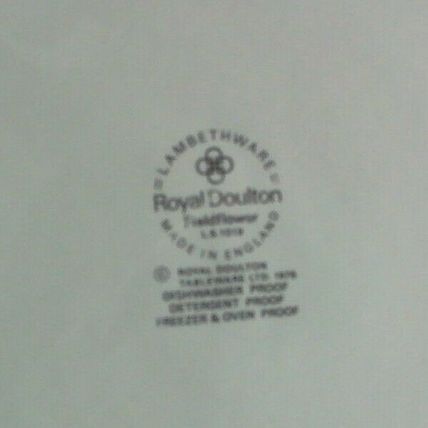 LAMBETHWARE
Royal Doulton
Fieldflower
L.S.1019
MADE IN ENGLAND
© ROYAL DOULTON
TABLEWARE LTD. 1976
DISHWASHER PROOF
DETERGENT PROOF
FREEZER & OVEN PROOF